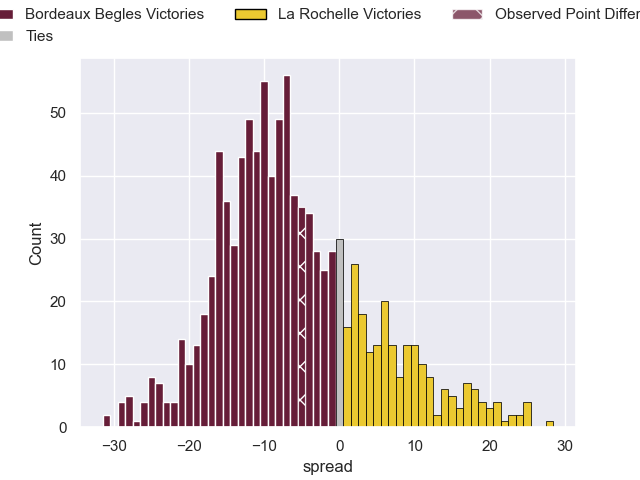 Bordeaux Begles Victories La Rochelle Victories Observed Point Differ
Ties
50
40
30
20
10
0
Count
−30 −20 −10 0 10 20 30
spread